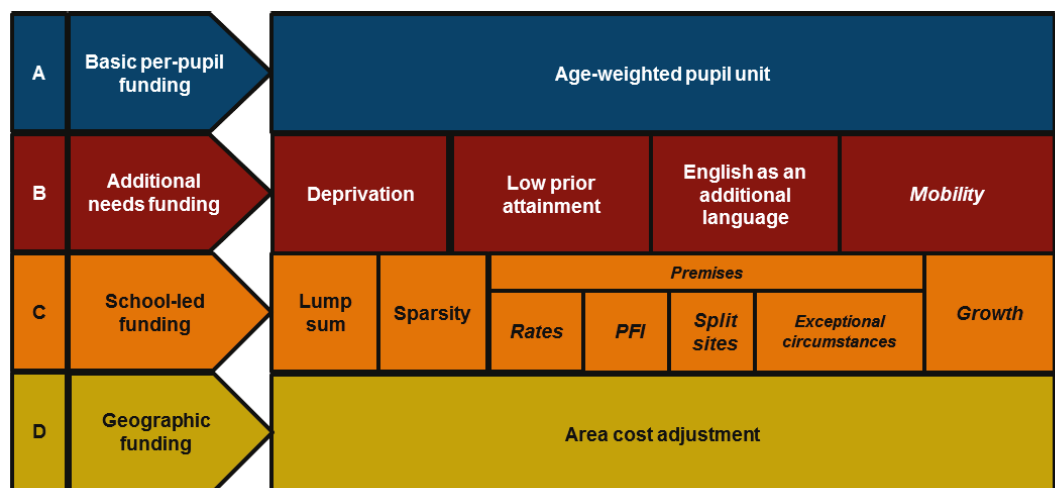 A
Basic per-pupil
funding
Age-weighted pupil unit
B
Additional
needs funding
Deprivation
Low prior
attainment
English as an
additional
language
Mobility
C
School-led
funding
Lump
sum
Sparsity
Premises
Rates
PFI
Split
sites
Exceptional
circumstances
Growth
D
Geographic
funding
Area cost adjustment